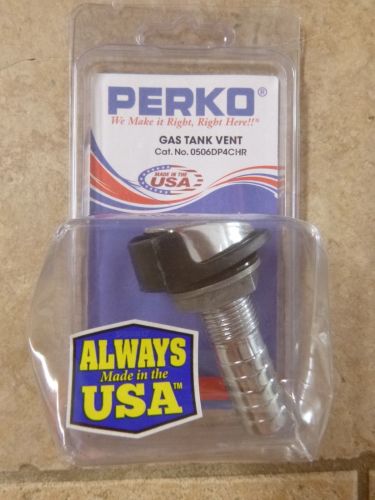 PERKO®
We Make it Right, Right Here!!™
GAS TANK VENT
Cat. No. 0506DP4CHR
MADE IN THE
USA
ALWAYS
Made in the
USA™